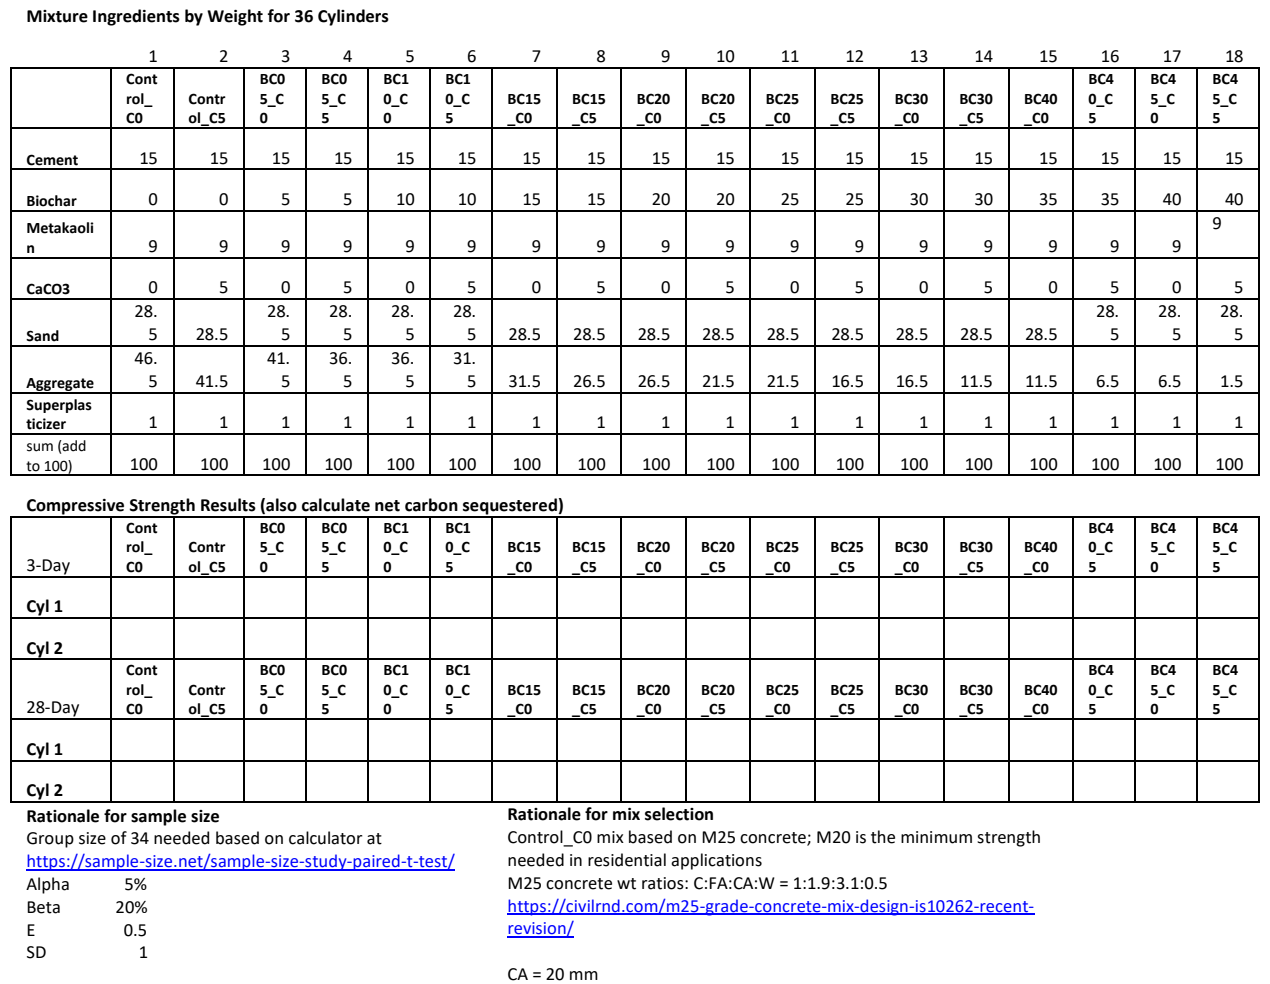 Mixture Ingredients by Weight for 36 Cylinders
1 2 3 4 5 6 7 8 9 10 11 12 13 14 15 16 17 18
Control_C0 Control_C5 BC05_C0 BC05_C5 BC10_C0 BC10_C5 BC15_C0 BC15_C5 BC20_C0 BC20_C5 BC25_C0 BC25_C5 BC30_C0 BC30_C5 BC40_C0 BC40_C5 BC45_C0 BC45_C5
Cement 15 15 15 15 15 15 15 15 15 15 15 15 15 15 15 15 15 15
Biochar 0 0 5 5 10 10 15 15 20 20 25 25 30 30 35 35 40 40
Metakaolin 9 9 9 9 9 9 9 9 9 9 9 9 9 9 9 9 9 9
CaCO3 0 5 0 5 0 5 0 5 0 5 0 5 0 5 0 5 0 5
Sand 28.5 28.5 28.5 28.5 28.5 28.5 28.5 28.5 28.5 28.5 28.5 28.5 28.5 28.5 28.5 28.5 28.5 28.5
Aggregate 46.5 41.5 41.5 36.5 36.5 31.5 31.5 26.5 26.5 21.5 21.5 16.5 16.5 11.5 11.5 6.5 6.5 1.5
Superplasticizer 1 1 1 1 1 1 1 1 1 1 1 1 1 1 1 1 1 1
sum (add to 100) 100 100 100 100 100 100 100 100 100 100 100 100 100 100 100 100 100 100
Compressive Strength Results (also calculate net carbon sequestered)
3-Day Control_C0 Control_C5 BC05_C0 BC05_C5 BC10_C0 BC10_C5 BC15_C0 BC15_C5 BC20_C0 BC20_C5 BC25_C0 BC25_C5 BC30_C0 BC30_C5 BC40_C0 BC40_C5 BC45_C0 BC45_C5
Cyl 1
Cyl 2
28-Day Control_C0 Control_C5 BC05_C0 BC05_C5 BC10_C0 BC10_C5 BC15_C0 BC15_C5 BC20_C0 BC20_C5 BC25_C0 BC25_C5 BC30_C0 BC30_C5 BC40_C0 BC40_C5 BC45_C0 BC45_C5
Cyl 1
Cyl 2
Rationale for sample size
Group size of 34 needed based on calculator at
https://sample-size.net/sample-size-study-paired-t-test/
Alpha 5%
Beta 20%
E 0.5
SD 1
Rationale for mix selection
Control_C0 mix based on M25 concrete; M20 is the minimum strength
needed in residential applications
M25 concrete wt ratios: C:FA:CA:W = 1:1.9:3.1:0.5
https://civilrnd.com/m25-grade-concrete-mix-design-is10262-recent-
revision/
CA = 20 mm